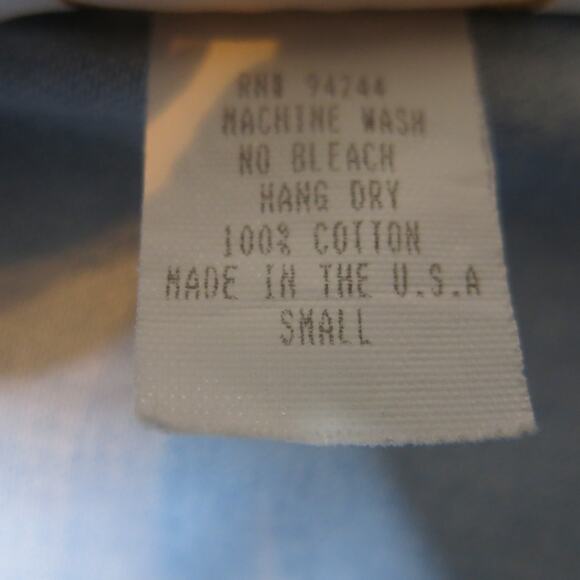 RN# 94744
MACHINE WASH
NO BLEACH
HANG DRY
100% COTTON
MADE IN THE U.S.A
SMALL